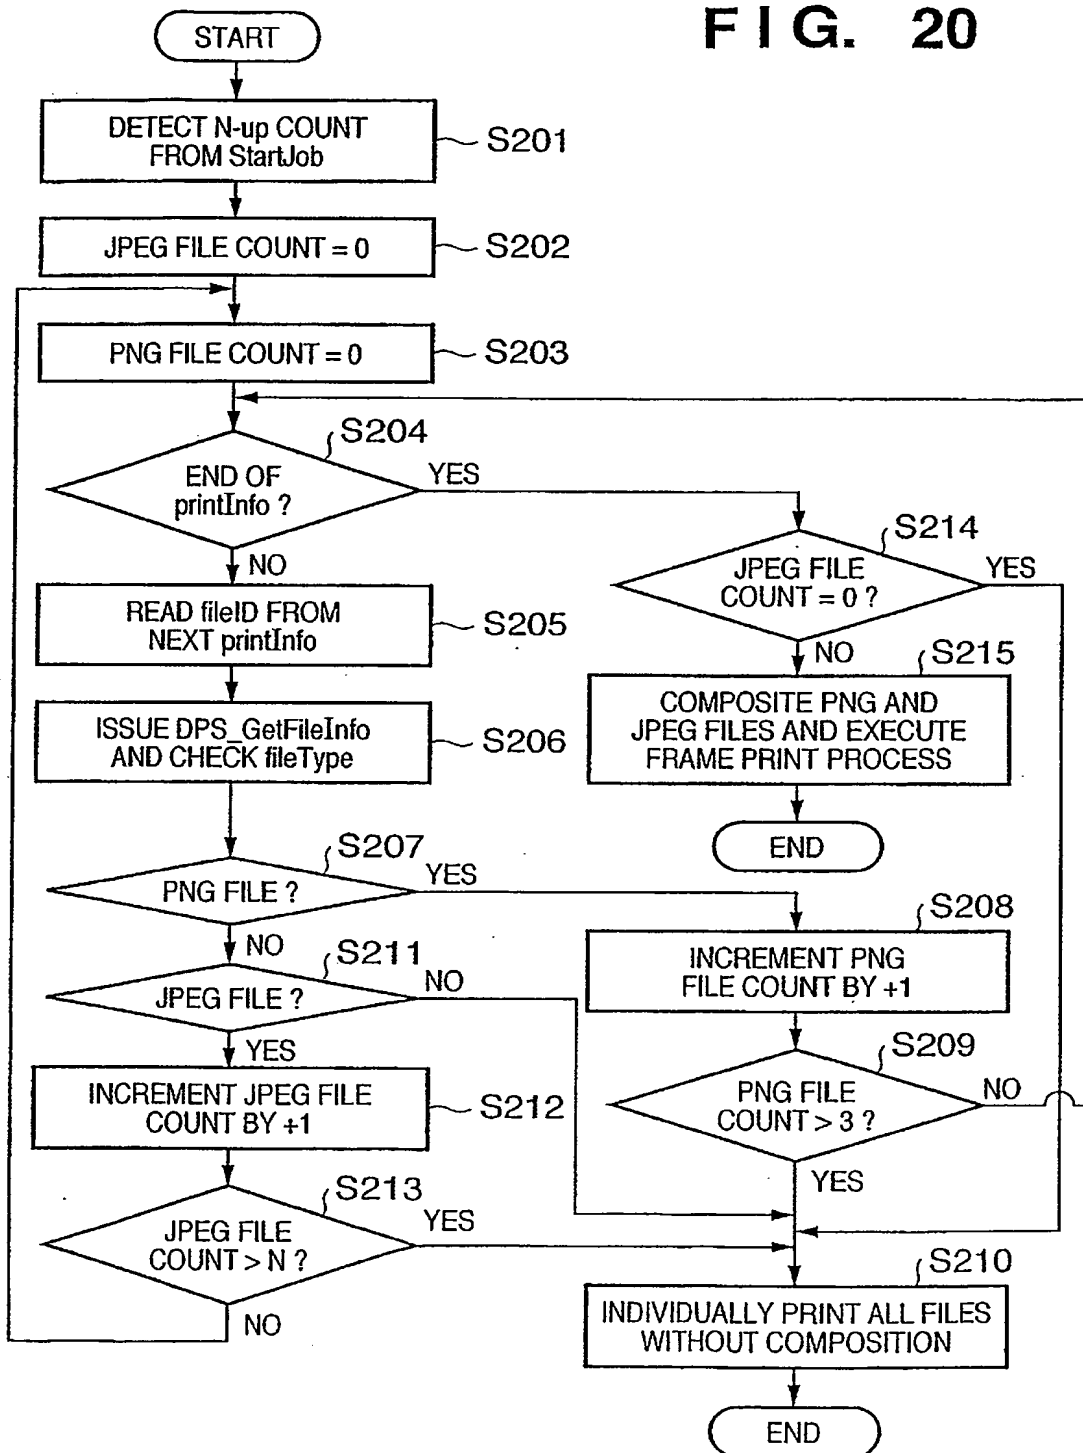 FIG. 20
START
DETECT N-up COUNT
FROM StartJob
S201
JPEG FILE COUNT = 0
S202
PNG FILE COUNT = 0
S203
S204
END OF
printInfo ?
YES
NO
READ fileID FROM
NEXT printInfo
S205
ISSUE DPS_GetFileInfo
AND CHECK fileType
S206
S207
PNG FILE ?
YES
NO
S211
JPEG FILE ?
NO
YES
INCREMENT JPEG FILE
COUNT BY +1
S212
S213
JPEG FILE
COUNT > N ?
YES
NO
S214
JPEG FILE
COUNT = 0 ?
YES
NO
S215
COMPOSITE PNG AND
JPEG FILES AND EXECUTE
FRAME PRINT PROCESS
END
S208
INCREMENT PNG
FILE COUNT BY +1
S209
PNG FILE
COUNT > 3 ?
NO
YES
S210
INDIVIDUALLY PRINT ALL FILES
WITHOUT COMPOSITION
END